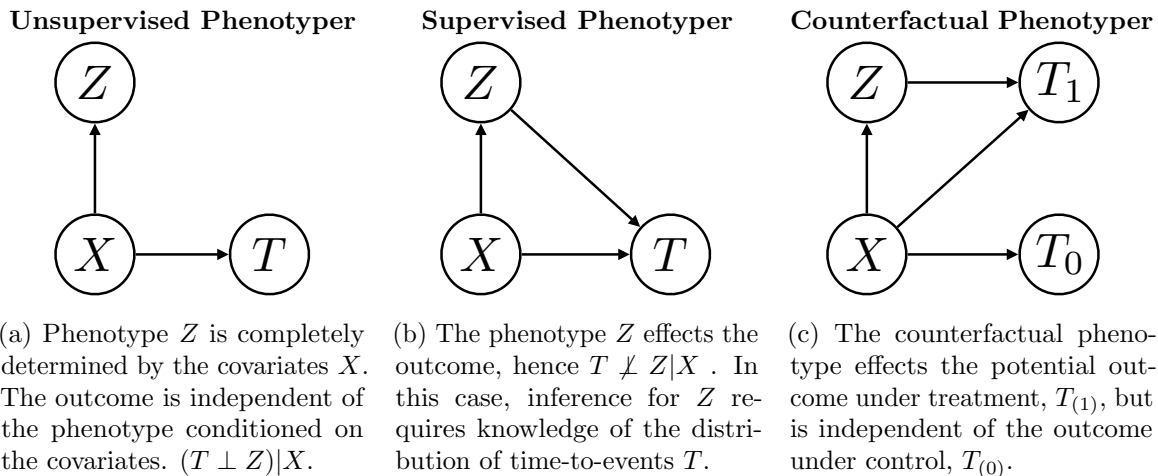 Unsupervised Phenotyper
Z
X
T
(a) Phenotype Z is completely
determined by the covariates X.
The outcome is independent of
the phenotype conditioned on
the covariates. (T ⊥ Z)|X.
Supervised Phenotyper
Z
X
T
(b) The phenotype Z effects the
outcome, hence T ⊥̸ Z|X . In
this case, inference for Z re-
quires knowledge of the distri-
bution of time-to-events T.
Counterfactual Phenotyper
Z
T₁
X
T₀
(c) The counterfactual pheno-
type effects the potential out-
come under treatment, T₍₁₎, but
is independent of the outcome
under control, T₍₀₎.